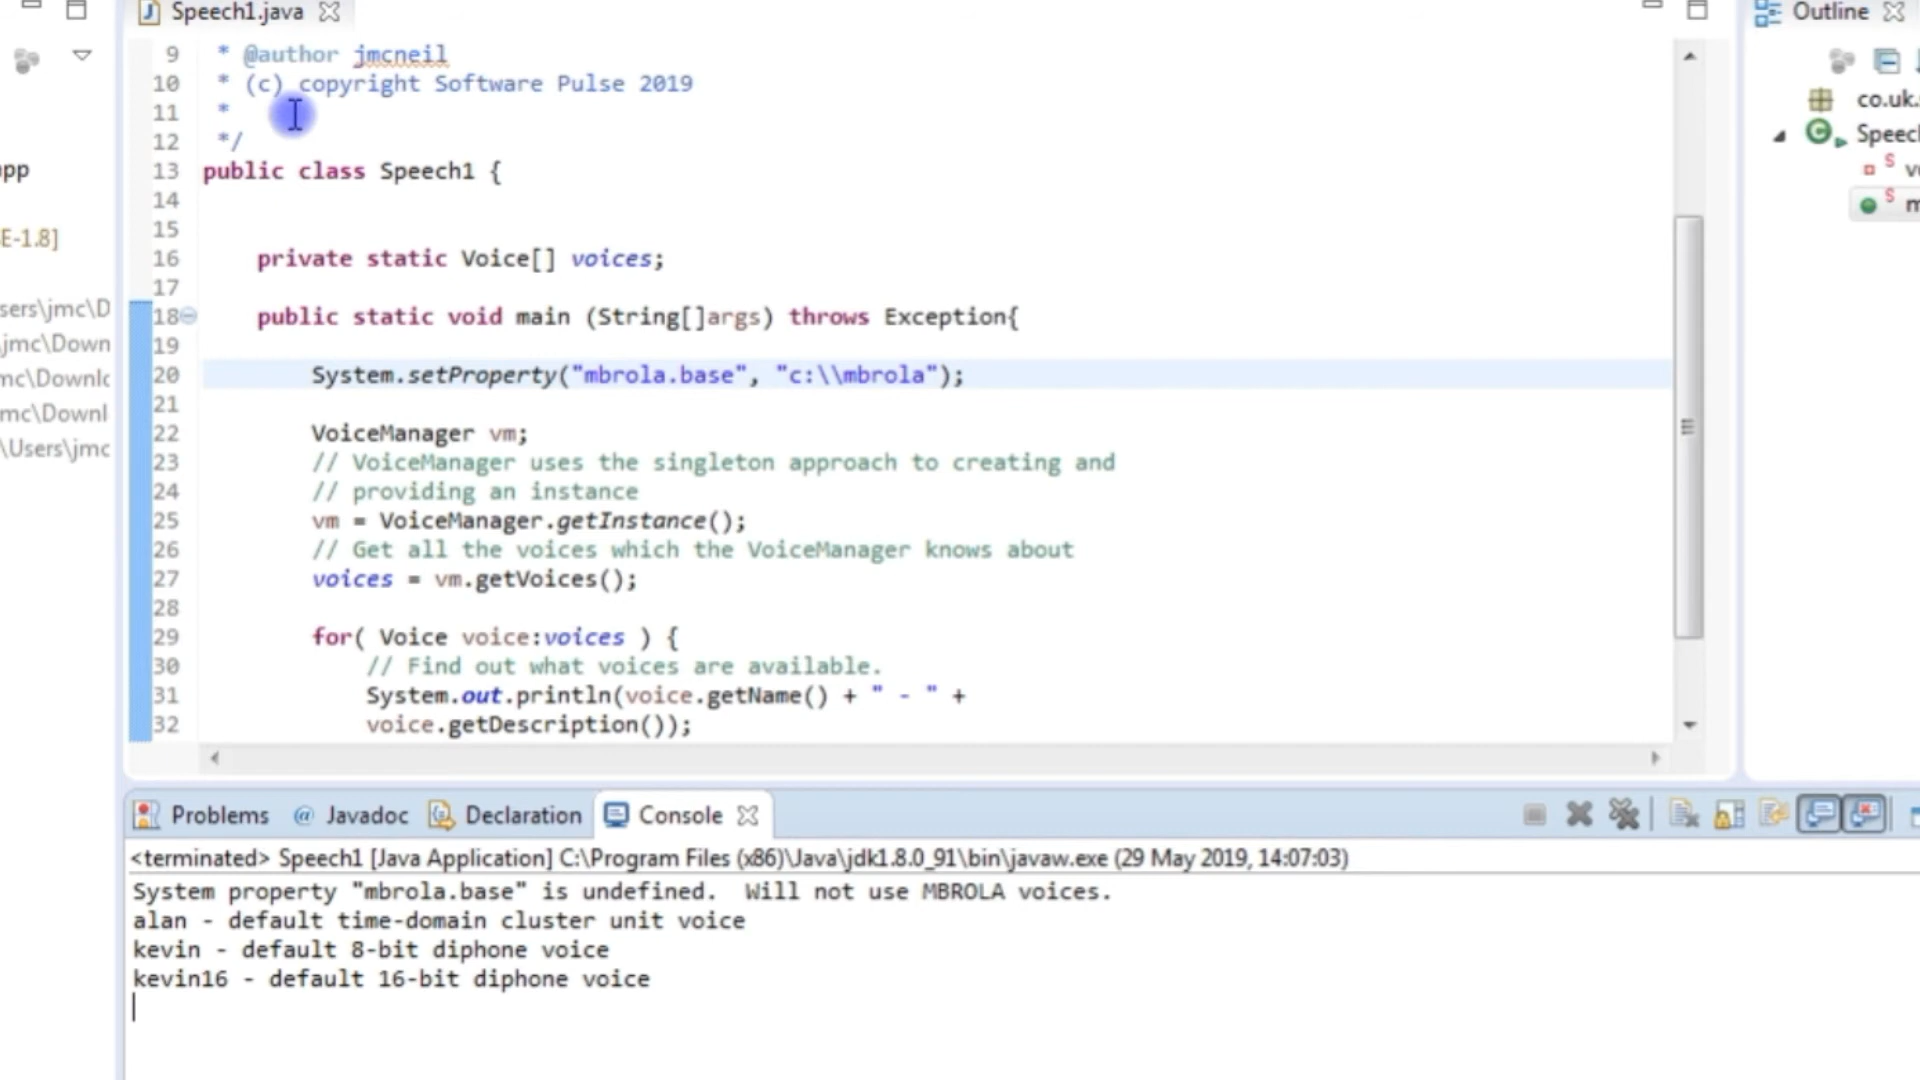 Speech1.java
Outline
9 * @author jmcneil
10 * (c) copyright Software Pulse 2019
11 *
12 */
13 public class Speech1 {
14
15
16 private static Voice[] voices;
17
18 public static void main (String[]args) throws Exception{
19
20 System.setProperty("mbrola.base", "c:\\mbrola");
21
22 VoiceManager vm;
23 // VoiceManager uses the singleton approach to creating and
24 // providing an instance
25 vm = VoiceManager.getInstance();
26 // Get all the voices which the VoiceManager knows about
27 voices = vm.getVoices();
28
29 for( Voice voice:voices ) {
30 // Find out what voices are available.
31 System.out.println(voice.getName() + " - " +
32 voice.getDescription());
pp
E-1.8]
sers\jmc\D
\jmc\Down
mc\Downlc
mc\Downl
\Users\jmc
co.uk.
Speecl
Problems @ Javadoc Declaration Console
<terminated> Speech1 [Java Application] C:\Program Files (x86)\Java\jdk1.8.0_91\bin\javaw.exe (29 May 2019, 14:07:03)
System property "mbrola.base" is undefined.  Will not use MBROLA voices.
alan - default time-domain cluster unit voice
kevin - default 8-bit diphone voice
kevin16 - default 16-bit diphone voice